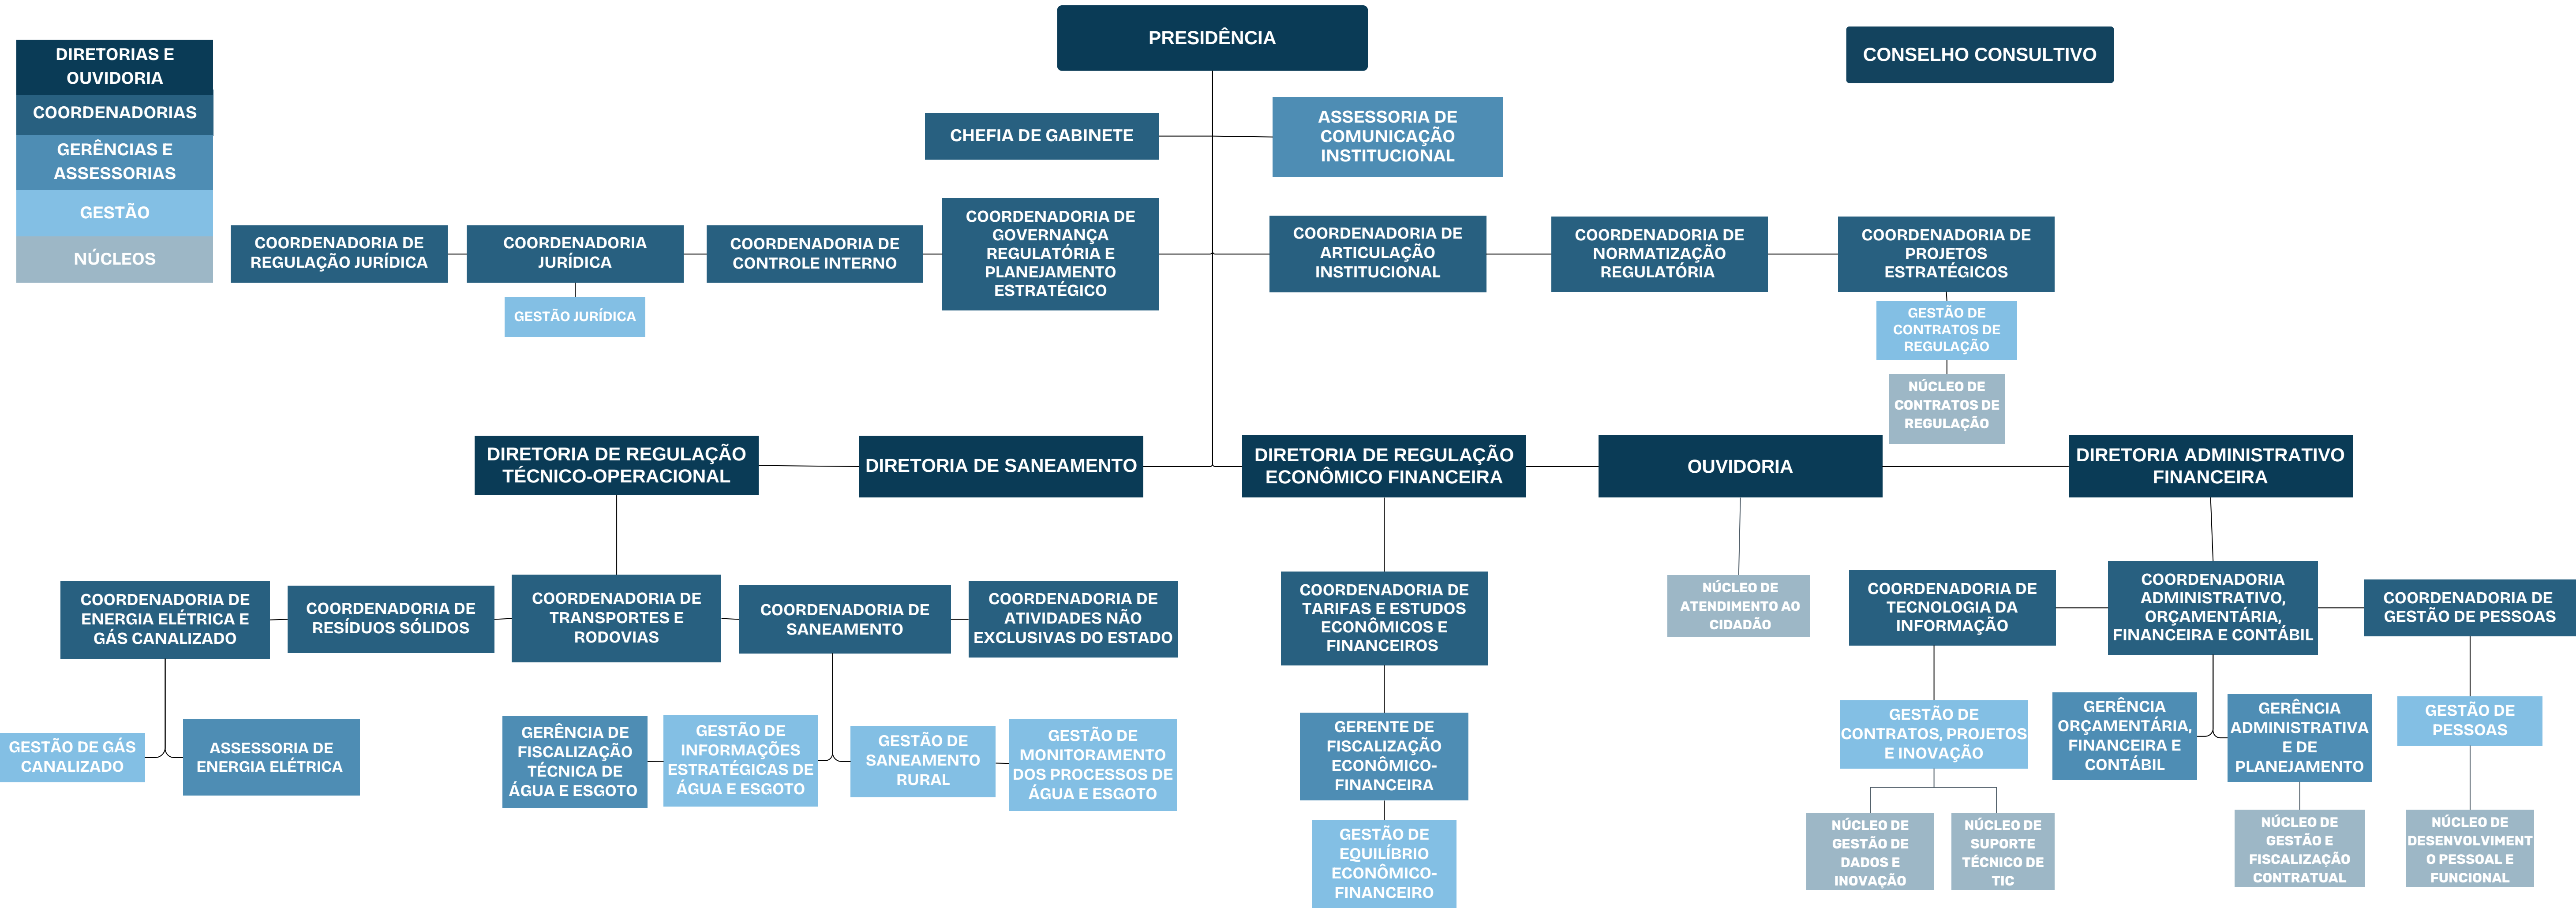 PRESIDÊNCIA
CONSELHO CONSULTIVO
DIRETORIAS E
OUVIDORIA
COORDENADORIAS
GERÊNCIAS E
ASSESSORIAS
GESTÃO
NÚCLEOS
CHEFIA DE GABINETE
ASSESSORIA DE
COMUNICAÇÃO
INSTITUCIONAL
COORDENADORIA DE
REGULAÇÃO JURÍDICA
COORDENADORIA
JURÍDICA
COORDENADORIA DE
CONTROLE INTERNO
COORDENADORIA DE
GOVERNANÇA
REGULATÓRIA E
PLANEJAMENTO
ESTRATÉGICO
COORDENADORIA DE
ARTICULAÇÃO
INSTITUCIONAL
COORDENADORIA DE
NORMATIZAÇÃO
REGULATÓRIA
COORDENADORIA DE
PROJETOS
ESTRATÉGICOS
GESTÃO JURÍDICA
GESTÃO DE
CONTRATOS DE
REGULAÇÃO
NÚCLEO DE
CONTRATOS DE
REGULAÇÃO
DIRETORIA DE REGULAÇÃO
TÉCNICO-OPERACIONAL
DIRETORIA DE SANEAMENTO
DIRETORIA DE REGULAÇÃO
ECONÔMICO FINANCEIRA
OUVIDORIA
DIRETORIA ADMINISTRATIVO
FINANCEIRA
COORDENADORIA DE
ENERGIA ELÉTRICA E
GÁS CANALIZADO
COORDENADORIA DE
RESÍDUOS SÓLIDOS
COORDENADORIA DE
TRANSPORTES E
RODOVIAS
COORDENADORIA DE
SANEAMENTO
COORDENADORIA DE
ATIVIDADES NÃO
EXCLUSIVAS DO ESTADO
COORDENADORIA DE
TARIFAS E ESTUDOS
ECONÔMICOS E
FINANCEIROS
NÚCLEO DE
ATENDIMENTO AO
CIDADÃO
COORDENADORIA DE
TECNOLOGIA DA
INFORMAÇÃO
COORDENADORIA
ADMINISTRATIVO,
ORÇAMENTÁRIA,
FINANCEIRA E CONTÁBIL
COORDENADORIA DE
GESTÃO DE PESSOAS
GESTÃO DE GÁS
CANALIZADO
ASSESSORIA DE
ENERGIA ELÉTRICA
GERÊNCIA DE
FISCALIZAÇÃO
TÉCNICA DE
ÁGUA E ESGOTO
GESTÃO DE
INFORMAÇÕES
ESTRATÉGICAS DE
ÁGUA E ESGOTO
GESTÃO DE
SANEAMENTO
RURAL
GESTÃO DE
MONITORAMENTO
DOS PROCESSOS DE
ÁGUA E ESGOTO
GERENTE DE
FISCALIZAÇÃO
ECONÔMICO-
FINANCEIRA
GESTÃO DE
EQUILÍBRIO
ECONÔMICO-
FINANCEIRO
GESTÃO DE
CONTRATOS, PROJETOS
E INOVAÇÃO
GERÊNCIA
ORÇAMENTÁRIA,
FINANCEIRA E
CONTÁBIL
GERÊNCIA
ADMINISTRATIVA
E DE
PLANEJAMENTO
GESTÃO DE
PESSOAS
NÚCLEO DE
GESTÃO DE
DADOS E
INOVAÇÃO
NÚCLEO DE
SUPORTE
TÉCNICO DE
TIC
NÚCLEO DE
GESTÃO E
FISCALIZAÇÃO
CONTRATUAL
NÚCLEO DE
DESENVOLVIMENT
O PESSOAL E
FUNCIONAL